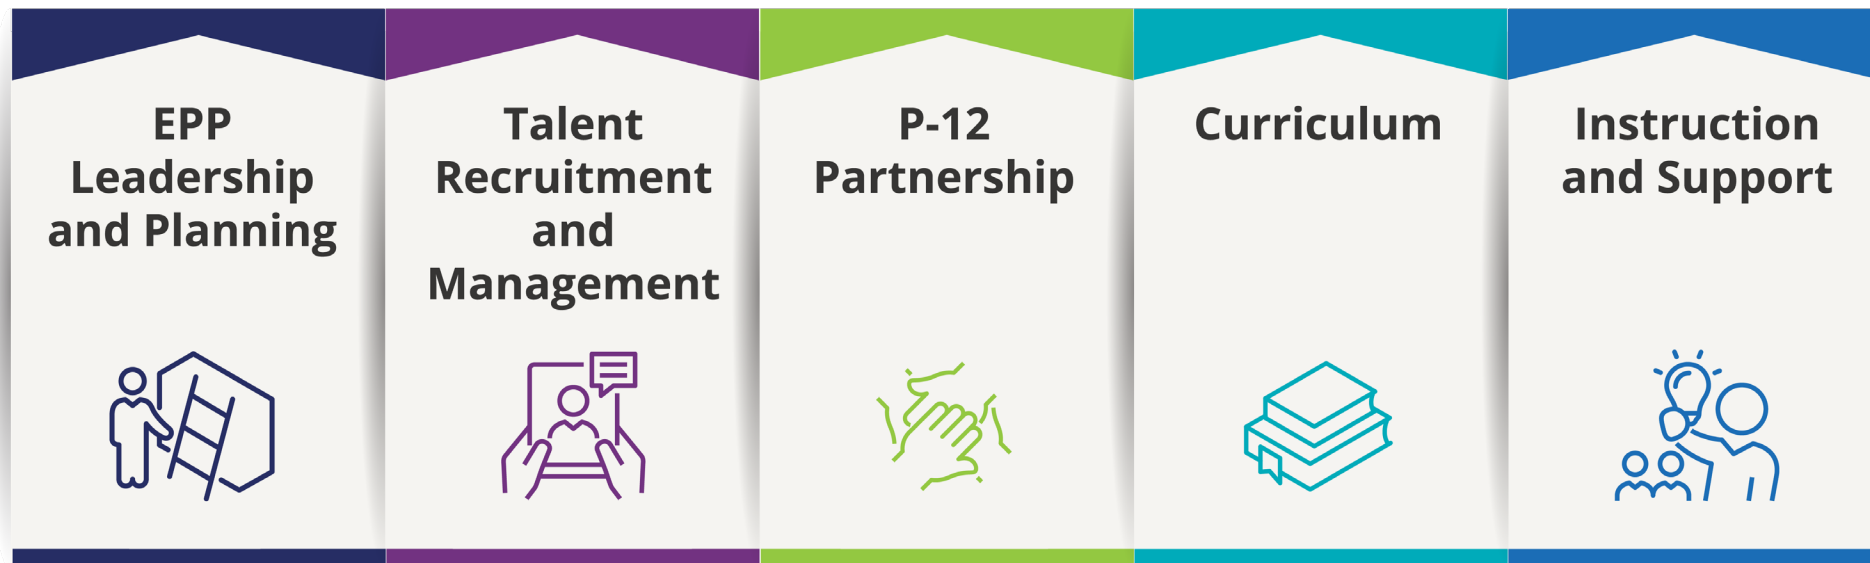 EPP
Leadership
and Planning
Talent
Recruitment
and
Management
P-12
Partnership
Curriculum
Instruction
and Support